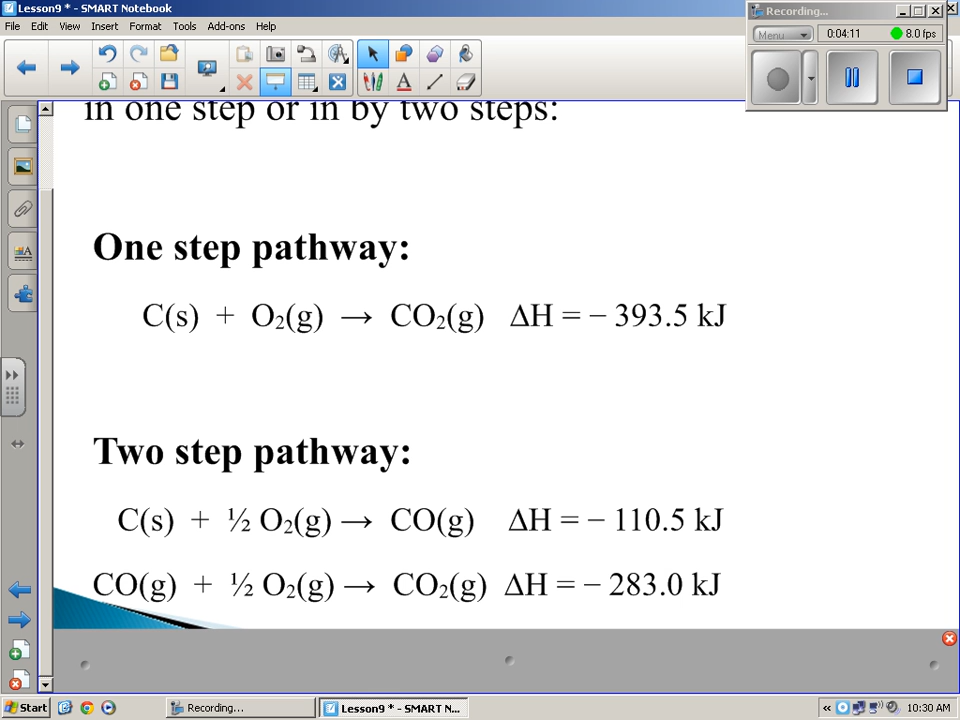 Lesson9 * - SMART Notebook
File Edit View Insert Format Tools Add-ons Help
Recording...
Menu 0:04:11 8.0 fps
in one step or in by two steps:
One step pathway:
C(s) + O₂(g) → CO₂(g) ΔH = − 393.5 kJ
Two step pathway:
C(s) + ½ O₂(g) → CO(g) ΔH = − 110.5 kJ
CO(g) + ½ O₂(g) → CO₂(g) ΔH = − 283.0 kJ
Start Recording... Lesson9 * - SMART N... « 10:30 AM